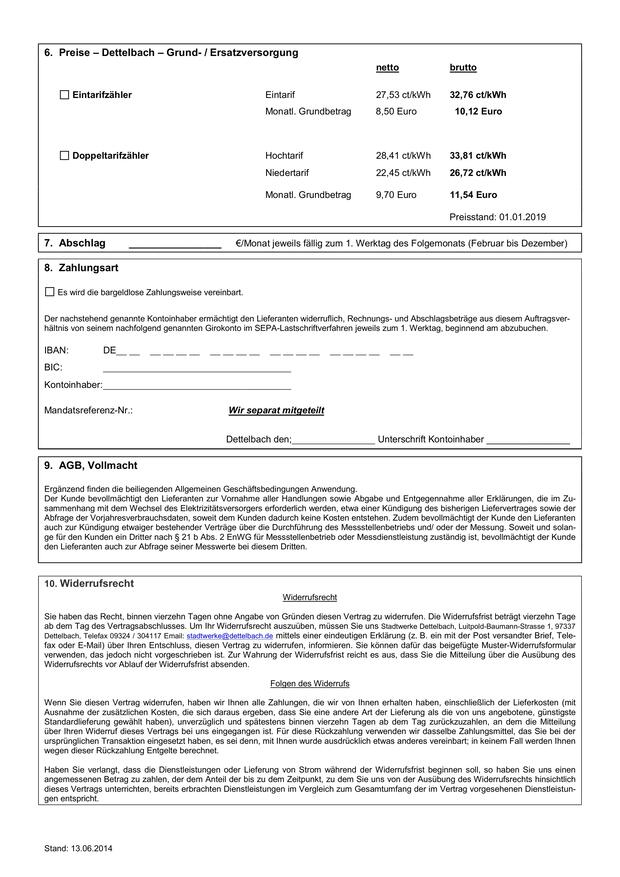 6. Preise – Dettelbach – Grund- / Ersatzversorgung
netto brutto
☐ Eintarifzähler Eintarif 27,53 ct/kWh 32,76 ct/kWh
Monatl. Grundbetrag 8,50 Euro 10,12 Euro
☐ Doppeltarifzähler Hochtarif 28,41 ct/kWh 33,81 ct/kWh
Niedertarif 22,45 ct/kWh 26,72 ct/kWh
Monatl. Grundbetrag 9,70 Euro 11,54 Euro
Preisstand: 01.01.2019
7. Abschlag _________________ €/Monat jeweils fällig zum 1. Werktag des Folgemonats (Februar bis Dezember)
8. Zahlungsart
☐ Es wird die bargeldlose Zahlungsweise vereinbart.
Der nachstehend genannte Kontoinhaber ermächtigt den Lieferanten widerruflich, Rechnungs- und Abschlagsbeträge aus diesem Auftragsver-
hältnis von seinem nachfolgend genannten Girokonto im SEPA-Lastschriftverfahren jeweils zum 1. Werktag, beginnend am abzubuchen.
IBAN: DE__ __ __ __ __ __ __ __ __ __ __ __ __ __ __ __ __ __ __ __
BIC: ______________________________________
Kontoinhaber:______________________________________
Mandatsreferenz-Nr.: Wir separat mitgeteilt
Dettelbach den;_________________ Unterschrift Kontoinhaber _________________
9. AGB, Vollmacht
Ergänzend finden die beiliegenden Allgemeinen Geschäftsbedingungen Anwendung.
Der Kunde bevollmächtigt den Lieferanten zur Vornahme aller Handlungen sowie Abgabe und Entgegennahme aller Erklärungen, die im Zu-
sammenhang mit dem Wechsel des Elektrizitätsversorgers erforderlich werden, etwa einer Kündigung des bisherigen Liefervertrages sowie der
Abfrage der Vorjahresverbrauchsdaten, soweit dem Kunden dadurch keine Kosten entstehen. Zudem bevollmächtigt der Kunde den Lieferanten
auch zur Kündigung etwaiger bestehender Verträge über die Durchführung des Messstellenbetriebs und/ oder der Messung. Soweit und solan-
ge für den Kunden ein Dritter nach § 21 b Abs. 2 EnWG für Messstellenbetrieb oder Messdienstleistung zuständig ist, bevollmächtigt der Kunde
den Lieferanten auch zur Abfrage seiner Messwerte bei diesem Dritten.
10. Widerrufsrecht
Widerrufsrecht
Sie haben das Recht, binnen vierzehn Tagen ohne Angabe von Gründen diesen Vertrag zu widerrufen. Die Widerrufsfrist beträgt vierzehn Tage
ab dem Tag des Vertragsabschlusses. Um Ihr Widerrufsrecht auszuüben, müssen Sie uns Stadtwerke Dettelbach, Luitpold-Baumann-Strasse 1, 97337
Dettelbach, Telefax 09324 / 304117 Email: stadtwerke@dettelbach.de mittels einer eindeutigen Erklärung (z. B. ein mit der Post versandter Brief, Tele-
fax oder E-Mail) über Ihren Entschluss, diesen Vertrag zu widerrufen, informieren. Sie können dafür das beigefügte Muster-Widerrufsformular
verwenden, das jedoch nicht vorgeschrieben ist. Zur Wahrung der Widerrufsfrist reicht es aus, dass Sie die Mitteilung über die Ausübung des
Widerrufsrechts vor Ablauf der Widerrufsfrist absenden.
Folgen des Widerrufs
Wenn Sie diesen Vertrag widerrufen, haben wir Ihnen alle Zahlungen, die wir von Ihnen erhalten haben, einschließlich der Lieferkosten (mit
Ausnahme der zusätzlichen Kosten, die sich daraus ergeben, dass Sie eine andere Art der Lieferung als die von uns angebotene, günstigste
Standardlieferung gewählt haben), unverzüglich und spätestens binnen vierzehn Tagen ab dem Tag zurückzuzahlen, an dem die Mitteilung
über Ihren Widerruf dieses Vertrags bei uns eingegangen ist. Für diese Rückzahlung verwenden wir dasselbe Zahlungsmittel, das Sie bei der
ursprünglichen Transaktion eingesetzt haben, es sei denn, mit Ihnen wurde ausdrücklich etwas anderes vereinbart; in keinem Fall werden Ihnen
wegen dieser Rückzahlung Entgelte berechnet.
Haben Sie verlangt, dass die Dienstleistungen oder Lieferung von Strom während der Widerrufsfrist beginnen soll, so haben Sie uns einen
angemessenen Betrag zu zahlen, der dem Anteil der bis zu dem Zeitpunkt, zu dem Sie uns von der Ausübung des Widerrufsrechts hinsichtlich
dieses Vertrags unterrichten, bereits erbrachten Dienstleistungen im Vergleich zum Gesamtumfang der im Vertrag vorgesehenen Dienstleistun-
gen entspricht.
Stand: 13.06.2014